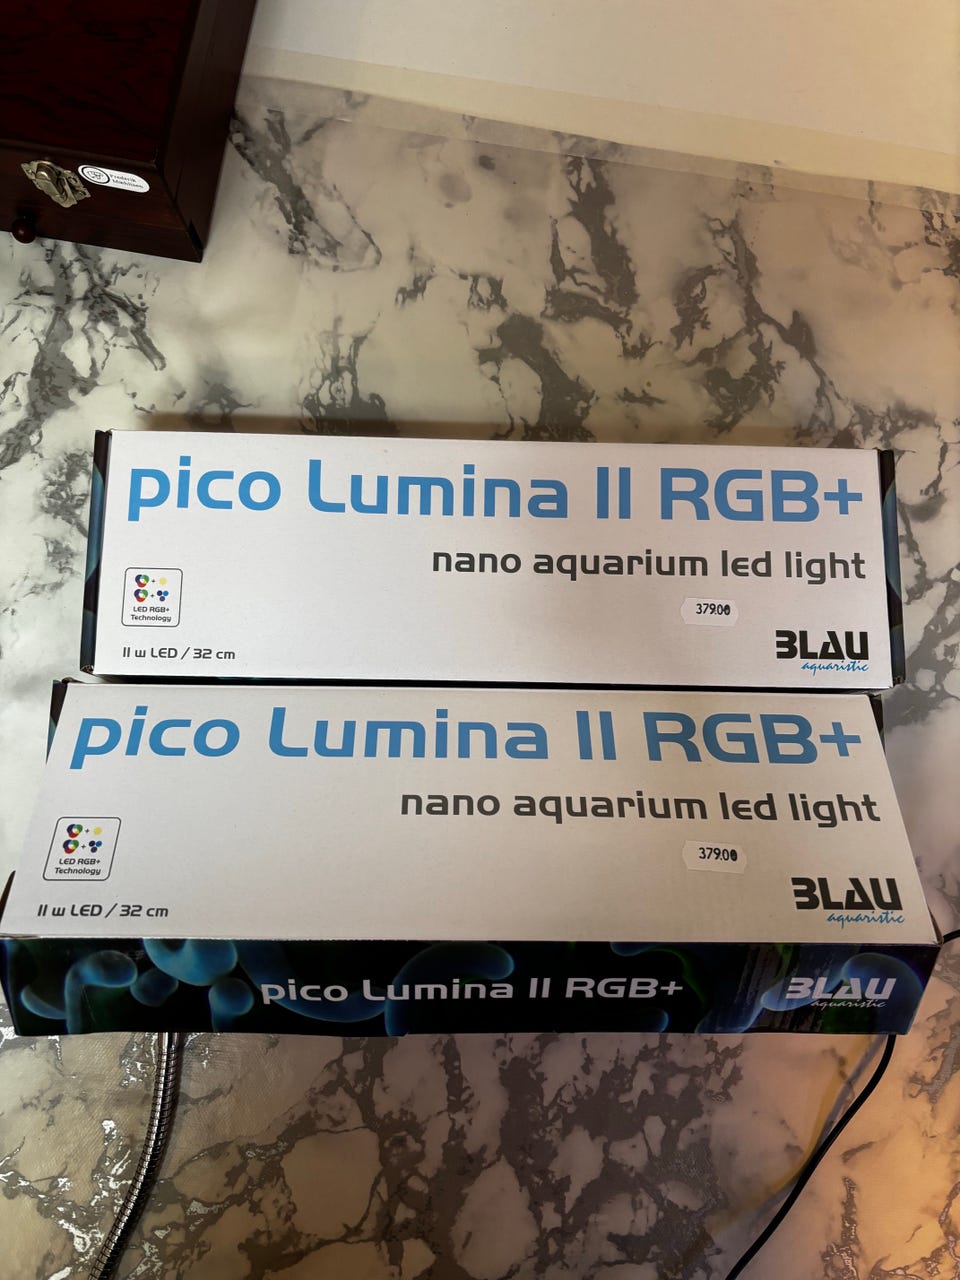 Frederik
Mathiesen
pico Lumina II RGB+
nano aquarium led light
379.00
LED RGB+
Technology
11 w LED / 32 cm
BLAU
aquaristic
pico Lumina II RGB+
nano aquarium led light
379.00
LED RGB+
Technology
11 w LED / 32 cm
BLAU
aquaristic
pico Lumina II RGB+
BLAU
aquaristic